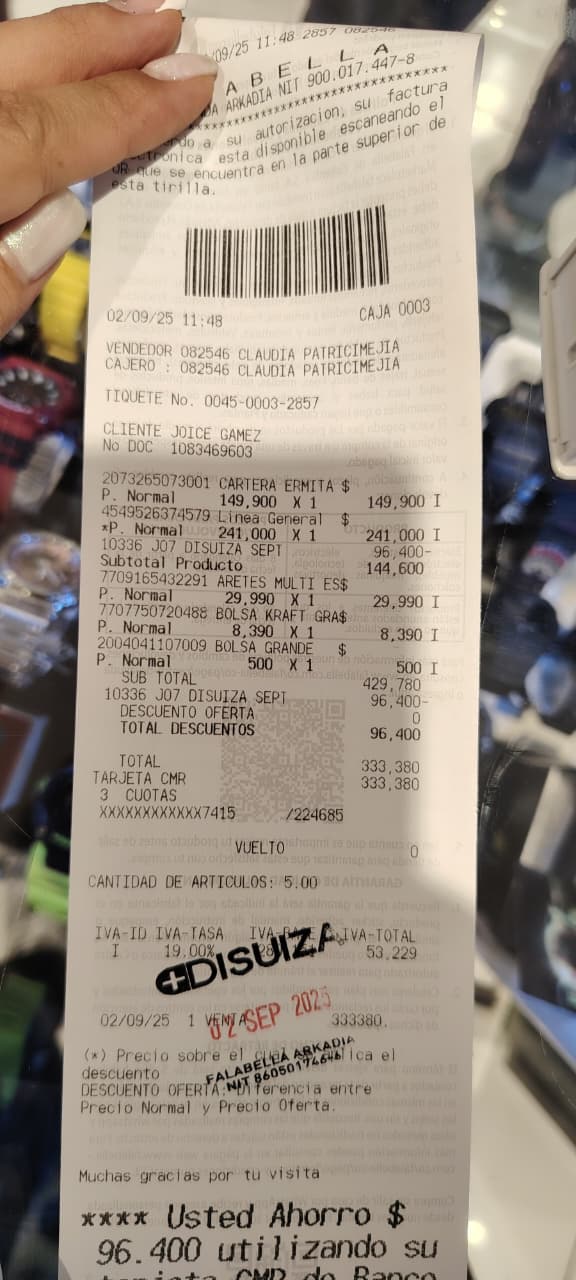 /09/25 11:48 2857 082546
ABELLA
ARKADIA NIT 900.017.447-8
************************
a su autorizacion, su factura
esta disponible escaneando el
QR que se encuentra en la parte superior de
esta tirilla.
02/09/25 11:48 CAJA 0003
VENDEDOR 082546 CLAUDIA PATRICIMEJIA
CAJERO : 082546 CLAUDIA PATRICIMEJIA
TIQUETE No. 0045-0003-2857
CLIENTE JOICE GAMEZ
No DOC 1083469603
2073265073001 CARTERA ERMITA $
P. Normal 149,900 X 1 149,900 I
4549526374579 Linea General $
*P. Normal 241,000 X 1 241,000 I
10336 J07 DISUIZA SEPT 96,400-
Subtotal Producto 144,600
7709165432291 ARETES MULTI ES$
P. Normal 29,990 X 1 29,990 I
7707750720488 BOLSA KRAFT GRA$
P. Normal 8,390 X 1 8,390 I
2004041107009 BOLSA GRANDE $
P. Normal 500 X 1 500 I
SUB TOTAL 429,780
10336 J07 DISUIZA SEPT 96,400-
DESCUENTO OFERTA 0
TOTAL DESCUENTOS 96,400
TOTAL 333,380
TARJETA CMR 333,380
3 CUOTAS
XXXXXXXXXXXX7415 /224685
VUELTO 0
CANTIDAD DE ARTICULOS: 5.00
IVA-ID IVA-TASA IVA-TOTAL
I 19,00% 53,229
DISUIZA
02 SEP 2025
02/09/25 1 VENTA 333380.
(*) Precio sobre el cual aplica el
descuento
FALABELLA ARKADIA
NIT 860501746
DESCUENTO OFERTA: Diferencia entre
Precio Normal y Precio Oferta.
Muchas gracias por tu visita
**** Usted Ahorro $
96.400 utilizando su
tarjeta CMR de Banco